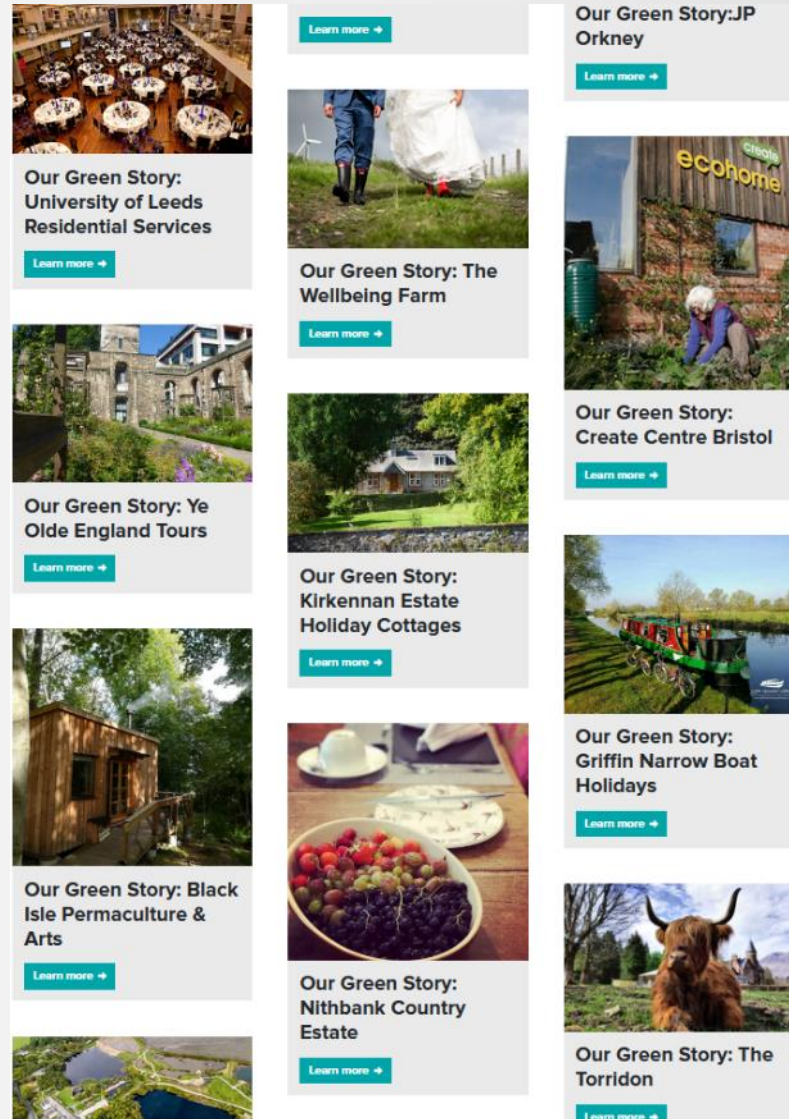 Our Green Story:
University of Leeds
Residential Services
Learn more →
Our Green Story: Ye
Olde England Tours
Learn more →
Our Green Story: Black
Isle Permaculture &
Arts
Learn more →
Learn more →
Our Green Story: The
Wellbeing Farm
Learn more →
Our Green Story:
Kirkennan Estate
Holiday Cottages
Learn more →
Our Green Story:
Nithbank Country
Estate
Learn more →
Our Green Story:JP
Orkney
Learn more →
create
ecohome
Our Green Story:
Create Centre Bristol
Learn more →
Our Green Story:
Griffin Narrow Boat
Holidays
Learn more →
Our Green Story: The
Torridon
Learn more →